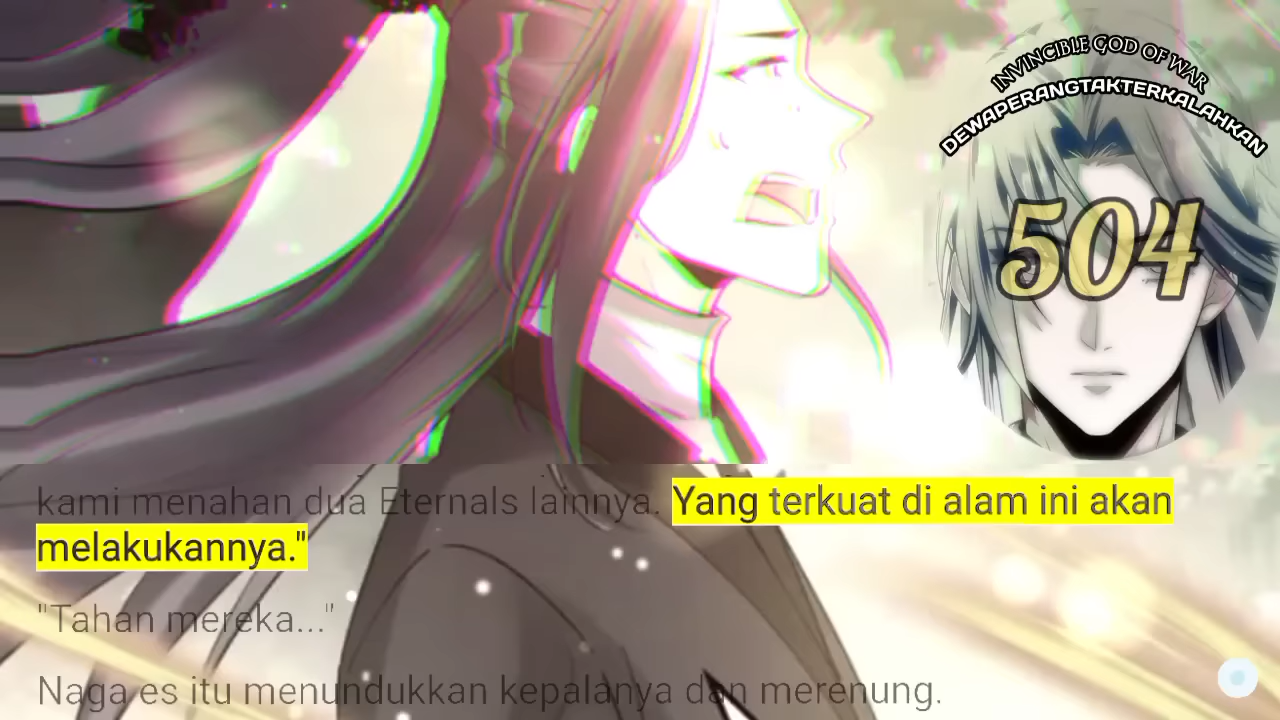 INVINCIBLE GOD OF WAR
DEWAPERANGTAKTERKALAHKAN
504
kami menahan dua Eternals lainnya. Yang terkuat di alam ini akan
melakukannya."
"Tahan mereka..."
Naga es itu menundukkan kepalanya dan merenung.